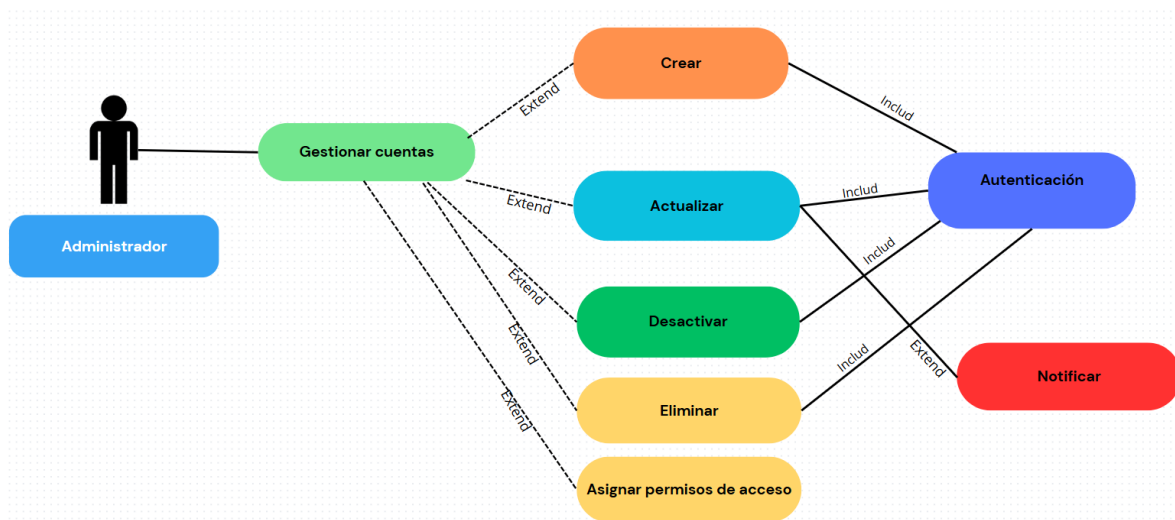 Crear
Extend
Includ
Gestionar cuentas
Autenticación
Extend
Actualizar
Includ
Administrador
Includ
Extend
Desactivar
Extend
Includ
Extend
Notificar
Eliminar
Extend
Asignar permisos de acceso